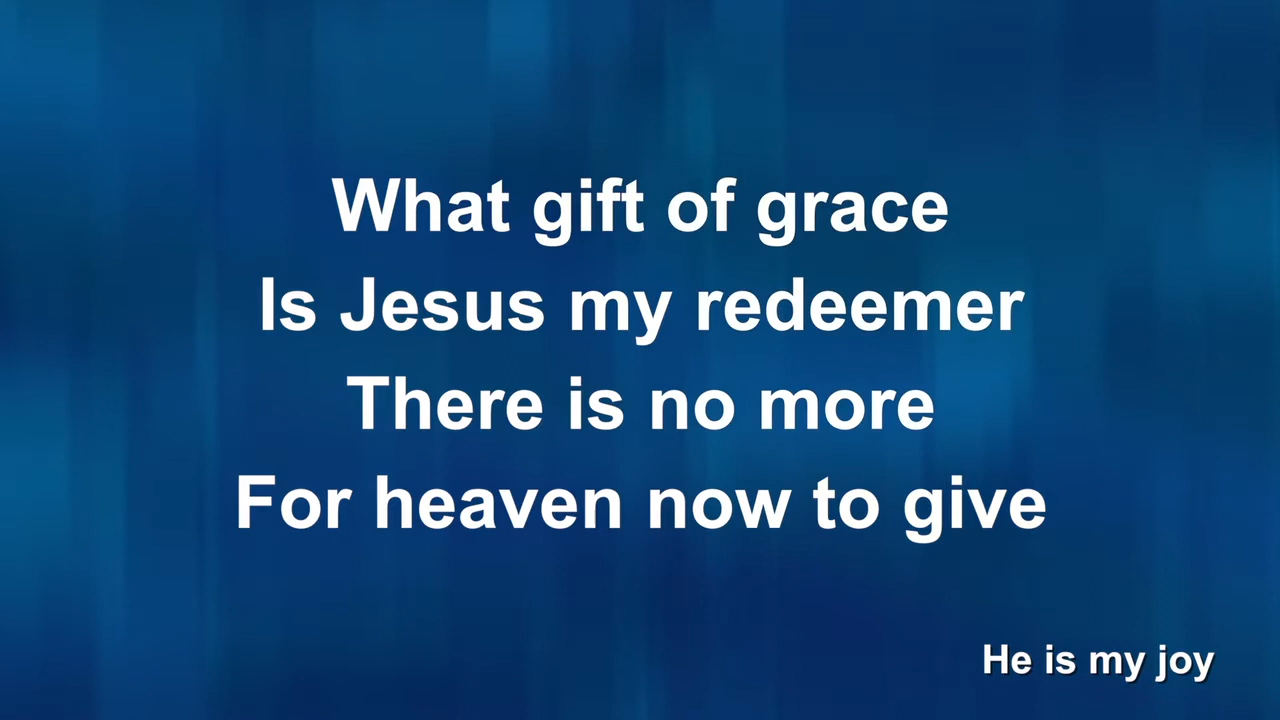 What gift of grace
Is Jesus my redeemer
There is no more
For heaven now to give
He is my joy